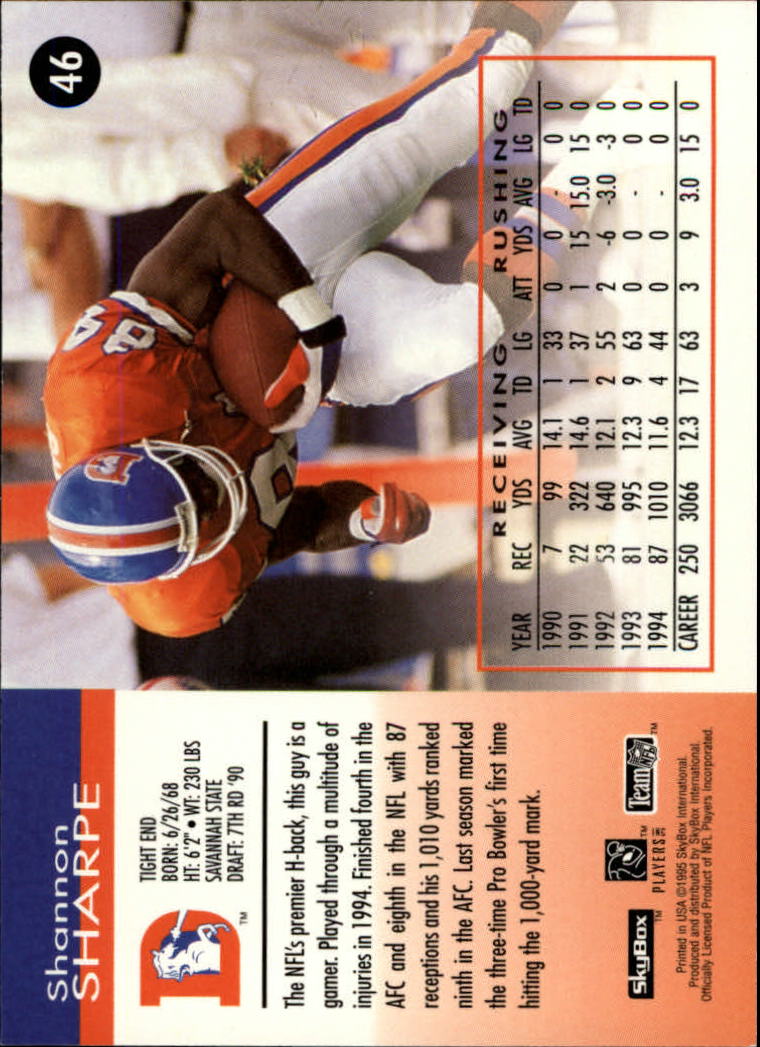 Shannon
SHARPE
TIGHT END
BORN: 6/26/68
HT: 6'2" • WT: 230 LBS
SAVANNAH STATE
DRAFT: 7TH RD '90
D
TM
The NFL's premier H-back, this guy is a
gamer. Played through a multitude of
injuries in 1994. Finished fourth in the
AFC and eighth in the NFL with 87
receptions and his 1,010 yards ranked
ninth in the AFC. Last season marked
the three-time Pro Bowler's first time
hitting the 1,000-yard mark.
SkyBox TM
PLAYERS INC TM
Team NFL TM
Printed in USA ©1995 SkyBox International.
Produced and distributed by SkyBox International.
Officially Licensed Product of NFL Players Incorporated.
46
84
RECEIVING RUSHING
YEAR REC YDS AVG TD LG ATT YDS AVG LG TD
1990 7 99 14.1 1 33 0 0 - 0 0
1991 22 322 14.6 1 37 1 15 15.0 15 0
1992 53 640 12.1 2 55 2 -6 -3.0 -3 0
1993 81 995 12.3 9 63 0 0 - 0 0
1994 87 1010 11.6 4 44 0 0 - 0 0
CAREER 250 3066 12.3 17 63 3 9 3.0 15 0